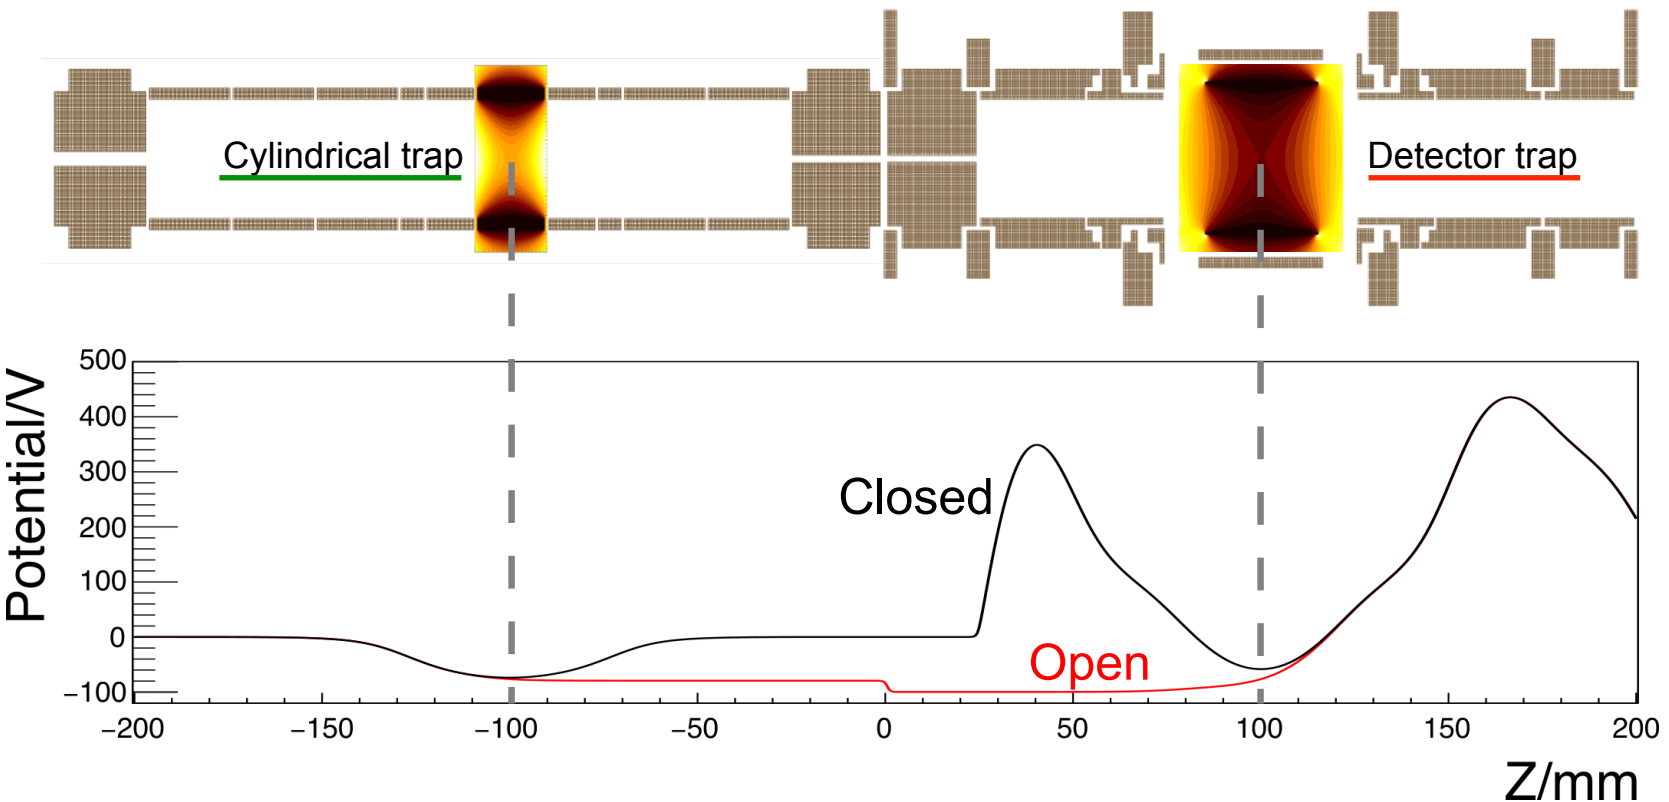 Cylindrical trap
Detector trap
Potential/V
500
400
300
200
100
0
−100
Closed
Open
−200 −150 −100 −50 0 50 100 150 200
Z/mm